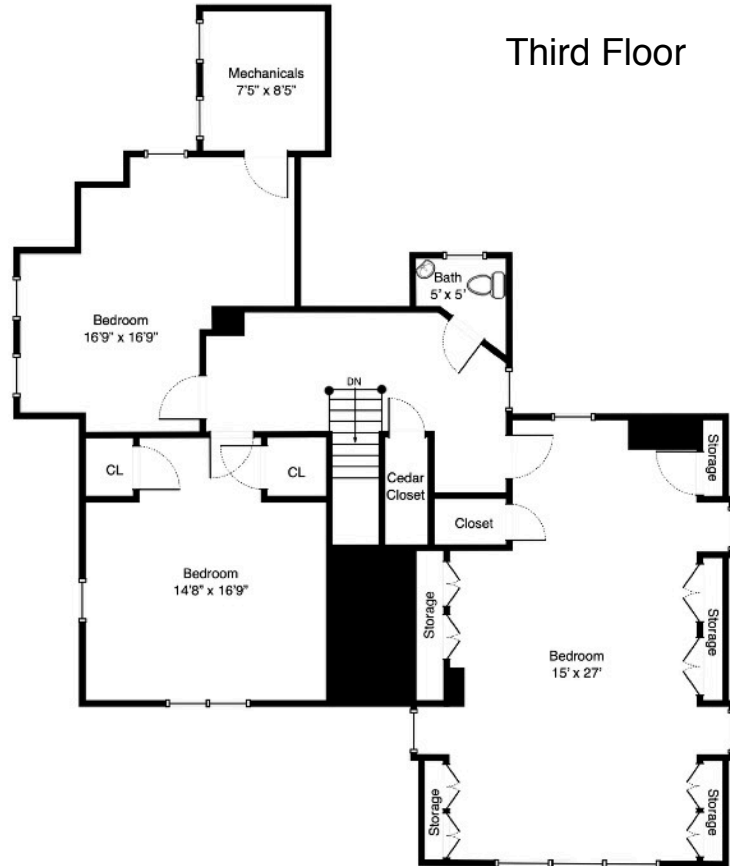 Third Floor
Mechanicals
7'5" x 8'5"
Bath
5' x 5'
Bedroom
16'9" x 16'9"
DN
CL
CL
Cedar
Closet
Storage
Closet
Bedroom
14'8" x 16'9"
Storage
Storage
Bedroom
15' x 27'
Storage
Storage